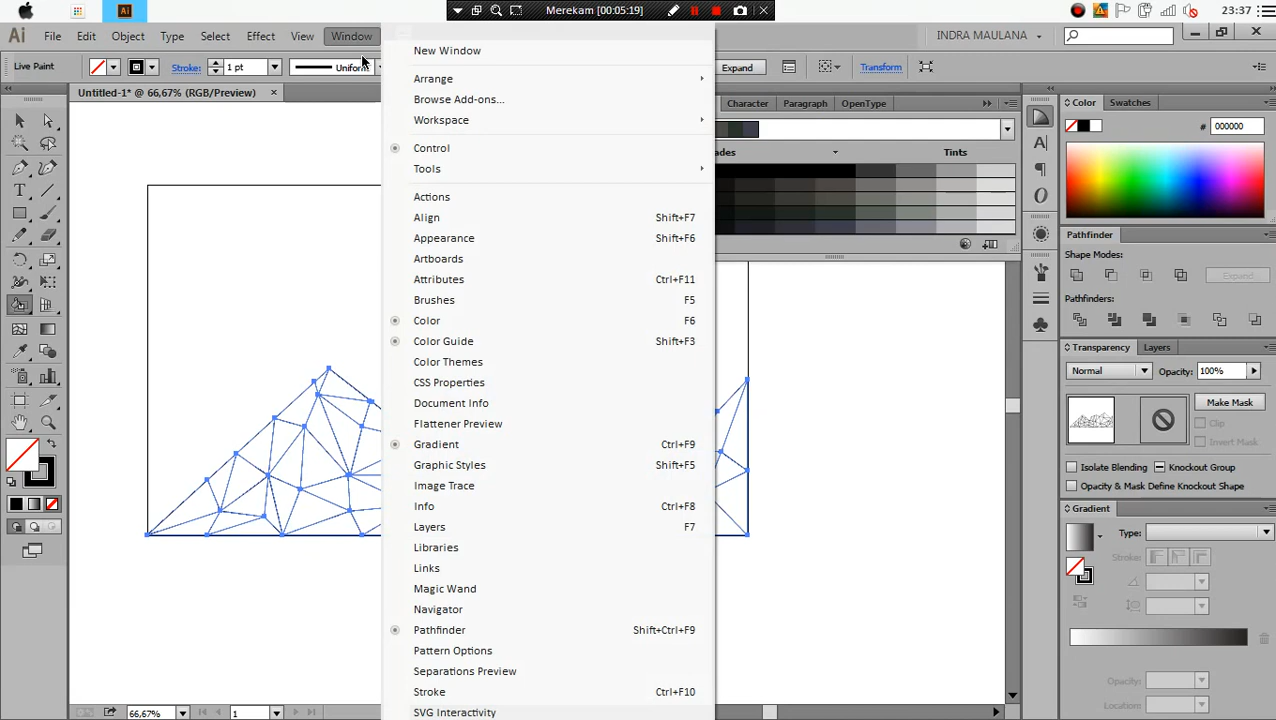 Merekam [00:05:19]
23:37
Ai
File Edit Object Type Select Effect View Window
INDRA MAULANA
Live Paint
Stroke: 1 pt
Uniform
Expand
Transform
Untitled-1* @ 66,67% (RGB/Preview) ×
New Window
Arrange
Browse Add-ons...
Workspace
Control
Tools
Actions
Align Shift+F7
Appearance Shift+F6
Artboards
Attributes Ctrl+F11
Brushes F5
Color F6
Color Guide Shift+F3
Color Themes
CSS Properties
Document Info
Flattener Preview
Gradient Ctrl+F9
Graphic Styles Shift+F5
Image Trace
Info Ctrl+F8
Layers F7
Libraries
Links
Magic Wand
Navigator
Pathfinder Shift+Ctrl+F9
Pattern Options
Separations Preview
Stroke Ctrl+F10
SVG Interactivity
Character Paragraph OpenType
ades Tints
Color Swatches
# 000000
Pathfinder
Shape Modes:
Expand
Pathfinders:
Transparency Layers
Normal Opacity: 100%
Make Mask
Clip
Invert Mask
Isolate Blending Knockout Group
Opacity & Mask Define Knockout Shape
Gradient
Type:
Stroke:
Opacity:
Location:
66,67% 1